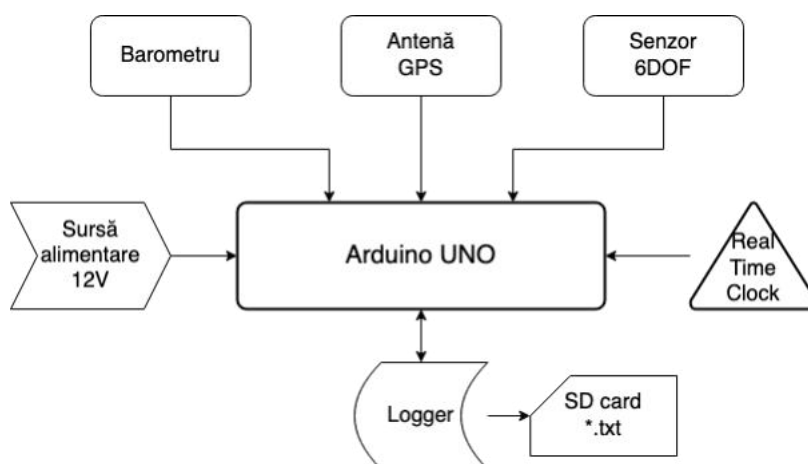 Barometru
Antenă
GPS
Senzor
6DOF
Sursă
alimentare
12V
Arduino UNO
Real
Time
Clock
Logger
SD card
*.txt